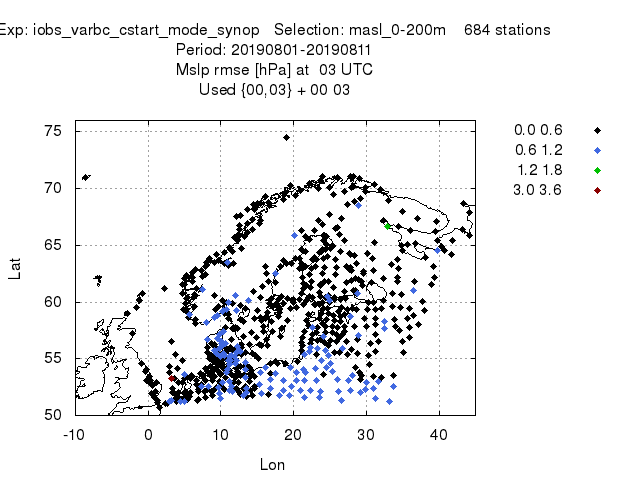 Exp: iobs_varbc_cstart_mode_synop Selection: masl_0-200m 684 stations
Period: 20190801-20190811
Mslp rmse [hPa] at 03 UTC
Used {00,03} + 00 03
0.0 0.6
0.6 1.2
1.2 1.8
3.0 3.6
75
70
65
60
55
50
Lat
-10 0 10 20 30 40
Lon